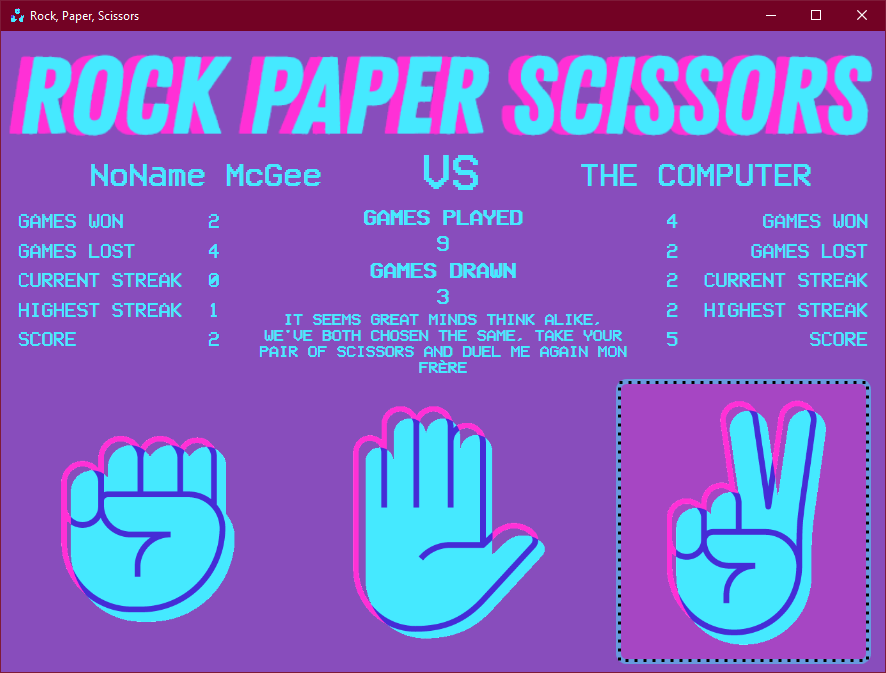 Rock, Paper, Scissors
ROCK PAPER SCISSORS
NoName McGee VS THE COMPUTER
GAMES WON 2
GAMES LOST 4
CURRENT STREAK 0
HIGHEST STREAK 1
SCORE 2
GAMES PLAYED
9
GAMES DRAWN
3
IT SEEMS GREAT MINDS THINK ALIKE,
WE'VE BOTH CHOSEN THE SAME, TAKE YOUR
PAIR OF SCISSORS AND DUEL ME AGAIN MON
FRÈRE
4 GAMES WON
2 GAMES LOST
2 CURRENT STREAK
2 HIGHEST STREAK
5 SCORE